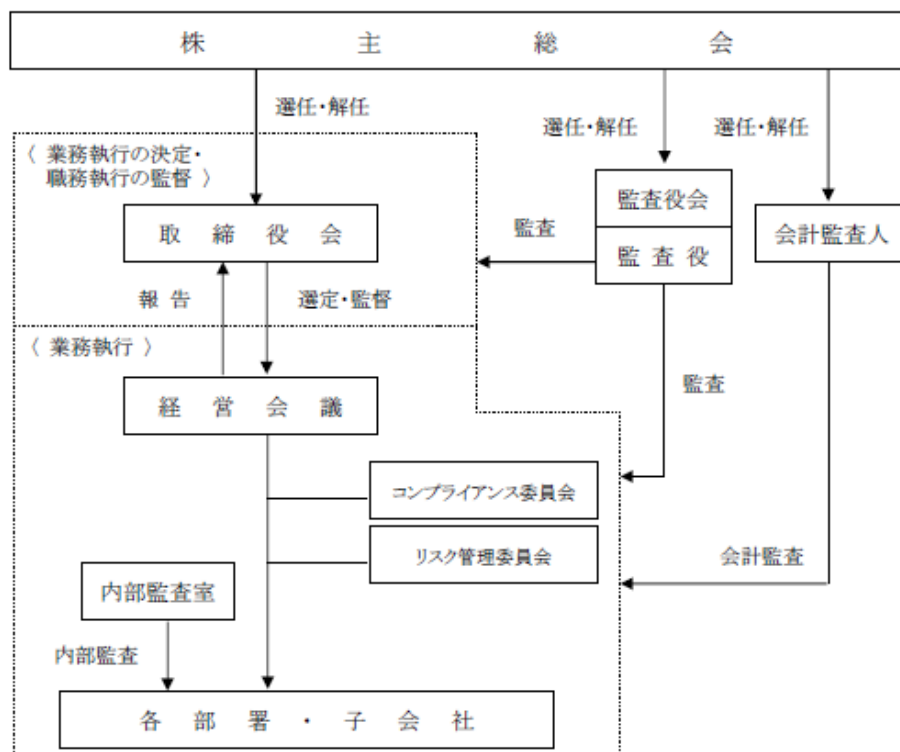 株主総会
選任・解任
選任・解任
選任・解任
〈 業務執行の決定・
職務執行の監督 〉
監査役会
取締役会
監査
監査役
会計監査人
報告
選定・監督
〈 業務執行 〉
経営会議
監査
コンプライアンス委員会
リスク管理委員会
会計監査
内部監査室
内部監査
各部署・子会社